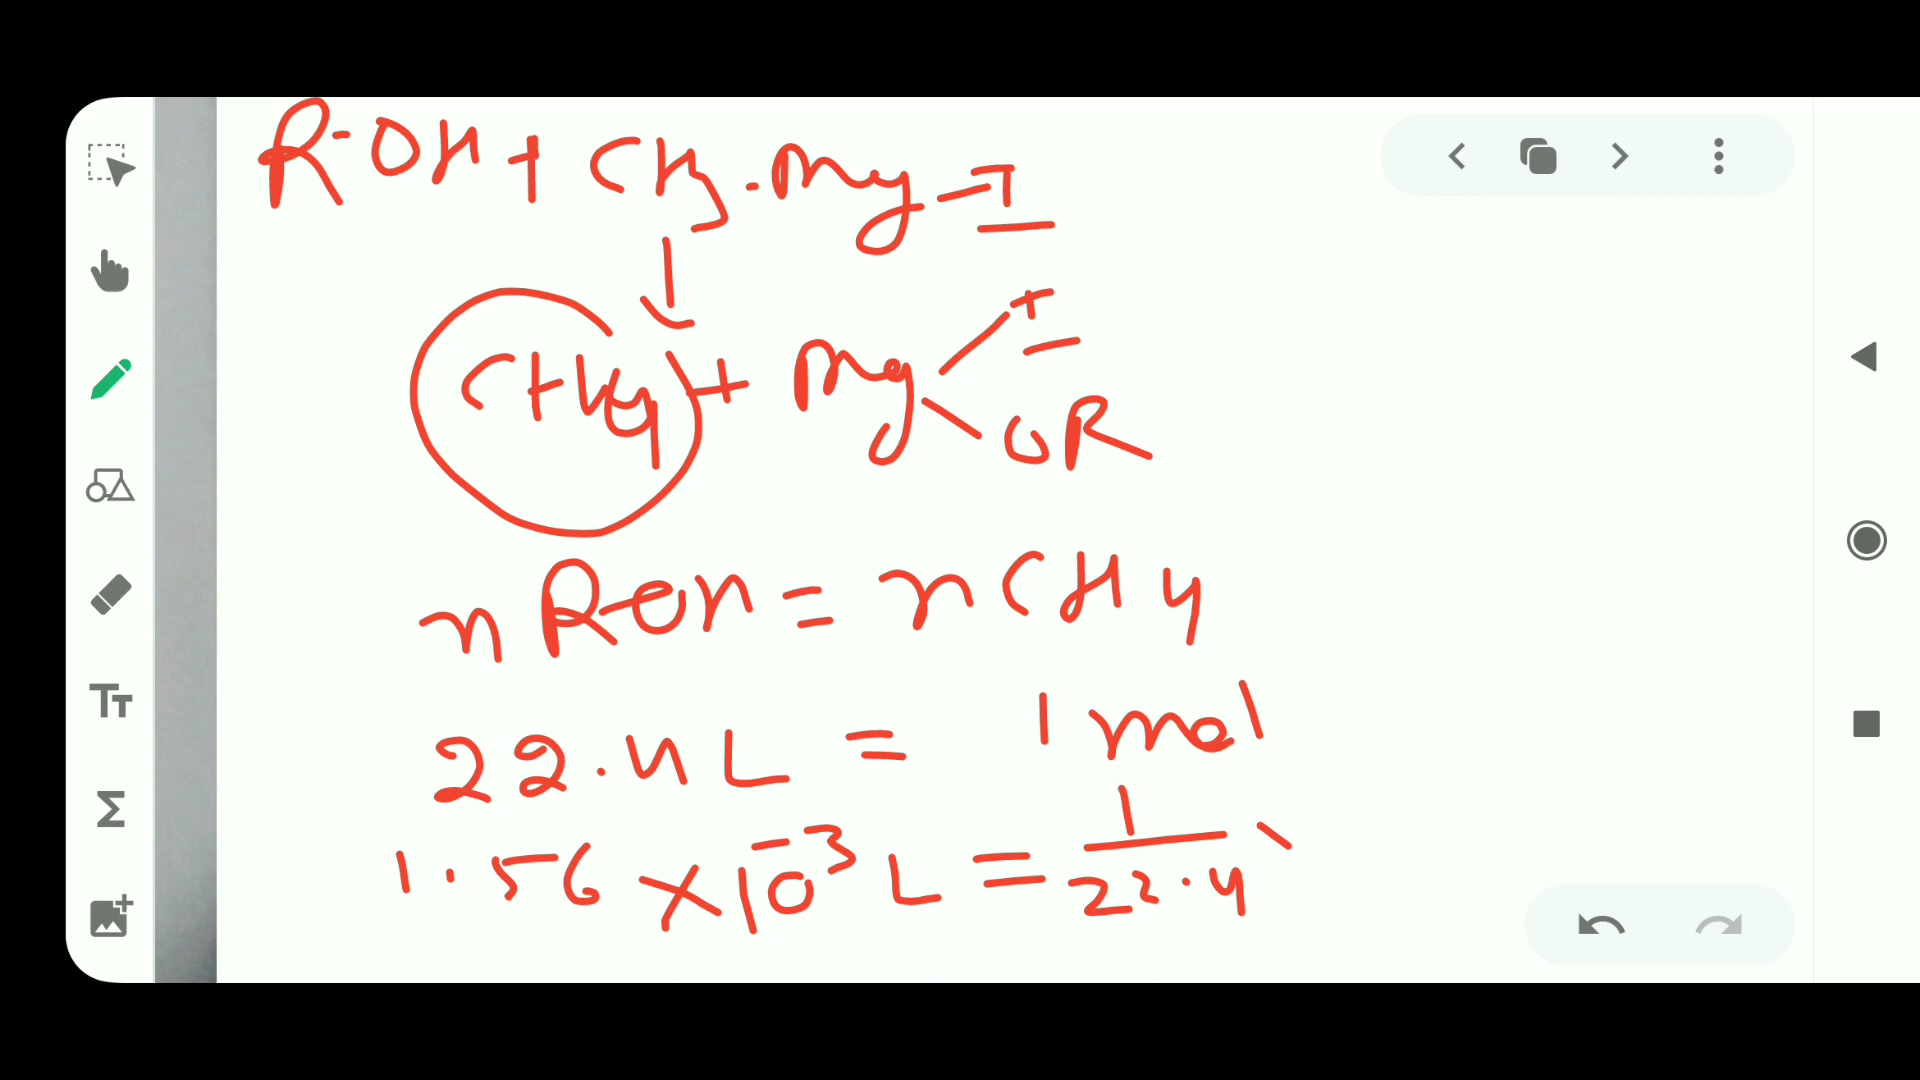 R-OH + CH3.Mg-I
CH4 + Mg
I
OR
n ROH = n CH4
22.4 L = 1 mol
1.56 × 10^-3 L = 1/22.4
Tт
Σ